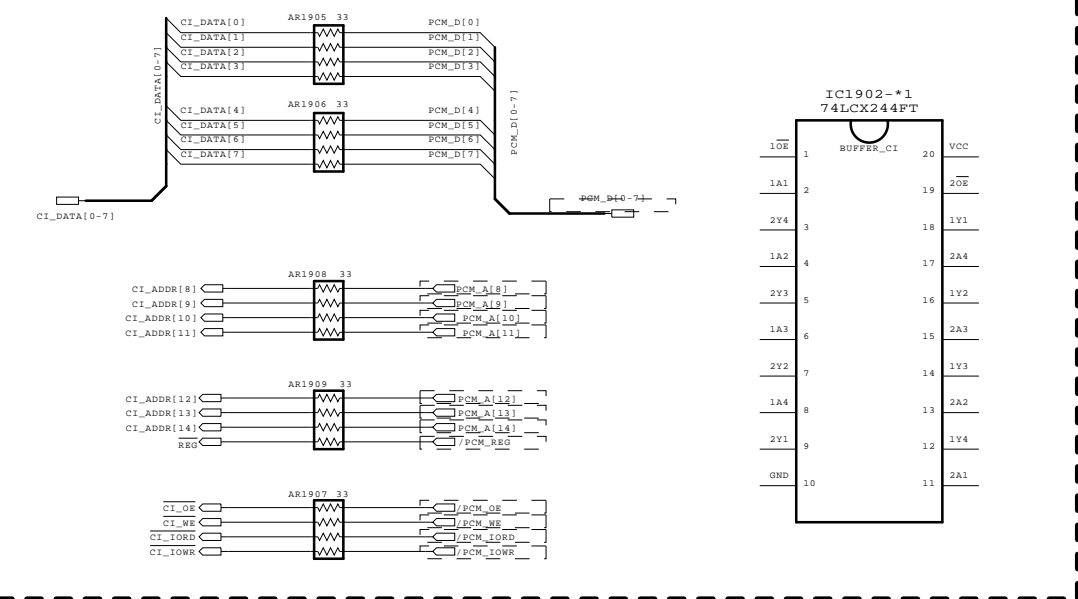 AR1905 33
CI_DATA[0] PCM_D[0]
CI_DATA[1] PCM_D[1]
CI_DATA[2] PCM_D[2]
CI_DATA[3] PCM_D[3]
CI_DATA[0-7]
AR1906 33
CI_DATA[4] PCM_D[4]
CI_DATA[5] PCM_D[5]
CI_DATA[6] PCM_D[6]
CI_DATA[7] PCM_D[7]
PCM_D[0-7]
CI_DATA[0-7]
PCM_D[0-7]
AR1908 33
CI_ADDR[8] PCM_A[8]
CI_ADDR[9] PCM_A[9]
CI_ADDR[10] PCM_A[10]
CI_ADDR[11] PCM_A[11]
AR1909 33
CI_ADDR[12] PCM_A[12]
CI_ADDR[13] PCM_A[13]
CI_ADDR[14] PCM_A[14]
REG /PCM_REG
AR1907 33
CI_OE /PCM_OE
CI_WE /PCM_WE
CI_IORD /PCM_IORD
CI_IOWR /PCM_IOWR
IC1902-*1
74LCX244FT
BUFFER_CI
1OE 1 20 VCC
1A1 2 19 2OE
2Y4 3 18 1Y1
1A2 4 17 2A4
2Y3 5 16 1Y2
1A3 6 15 2A3
2Y2 7 14 1Y3
1A4 8 13 2A2
2Y1 9 12 1Y4
GND 10 11 2A1